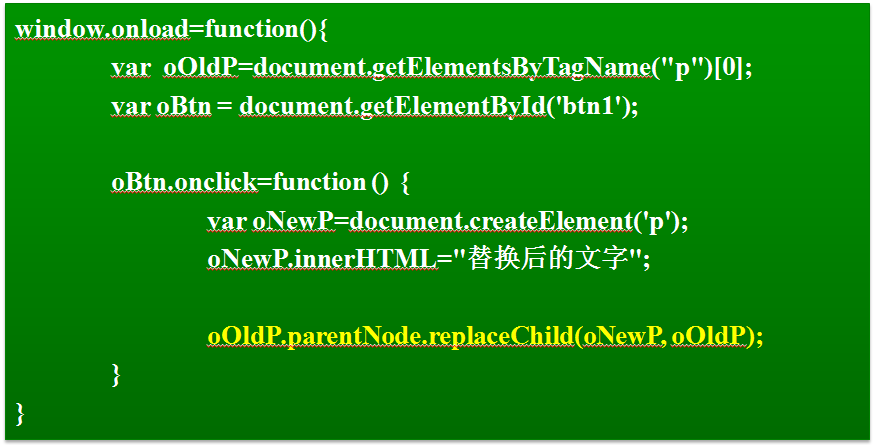 window.onload=function(){
var oOldP=document.getElementsByTagName("p")[0];
var oBtn = document.getElementById('btn1');
oBtn.onclick=function () {
var oNewP=document.createElement('p');
oNewP.innerHTML="替换后的文字";
oOldP.parentNode.replaceChild(oNewP, oOldP);
}
}